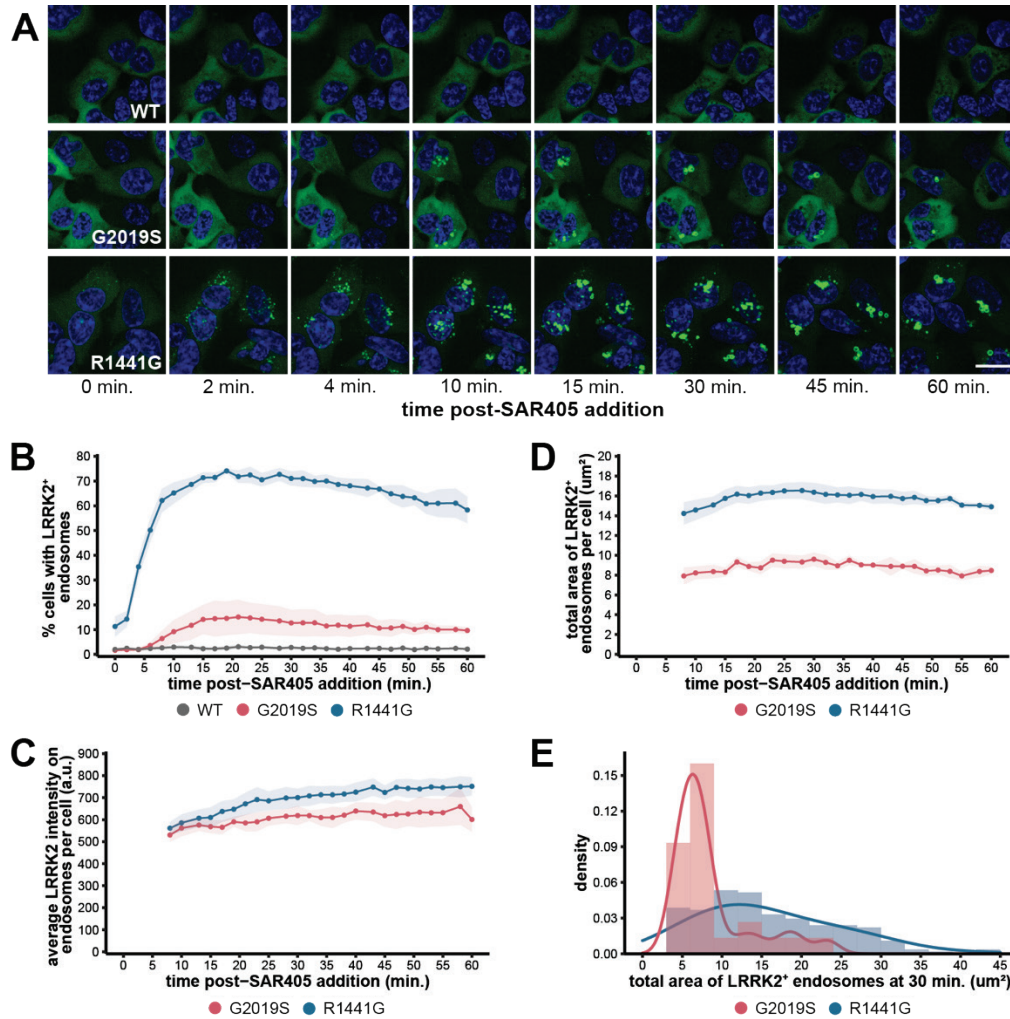 A
WT
G2019S
R1441G
0 min. 2 min. 4 min. 10 min. 15 min. 30 min. 45 min. 60 min.
time post-SAR405 addition
B
% cells with LRRK2⁺
endosomes
80
70
60
50
40
30
20
10
0
0 5 10 15 20 25 30 35 40 45 50 55 60
time post−SAR405 addition (min.)
WT G2019S R1441G
D
total area of LRRK2⁺
endosomes per cell (um²)
20
18
16
14
12
10
8
6
4
2
0
0 5 10 15 20 25 30 35 40 45 50 55 60
time post−SAR405 addition (min.)
G2019S R1441G
C
average LRRK2 intensity on
endosomes per cell (a.u.)
900
800
700
600
500
400
300
200
100
0
0 5 10 15 20 25 30 35 40 45 50 55 60
time post−SAR405 addition (min.)
G2019S R1441G
E
density
0.15
0.12
0.09
0.06
0.03
0.00
0 5 10 15 20 25 30 35 40 45
total area of LRRK2⁺ endosomes at 30 min. (um²)
G2019S R1441G